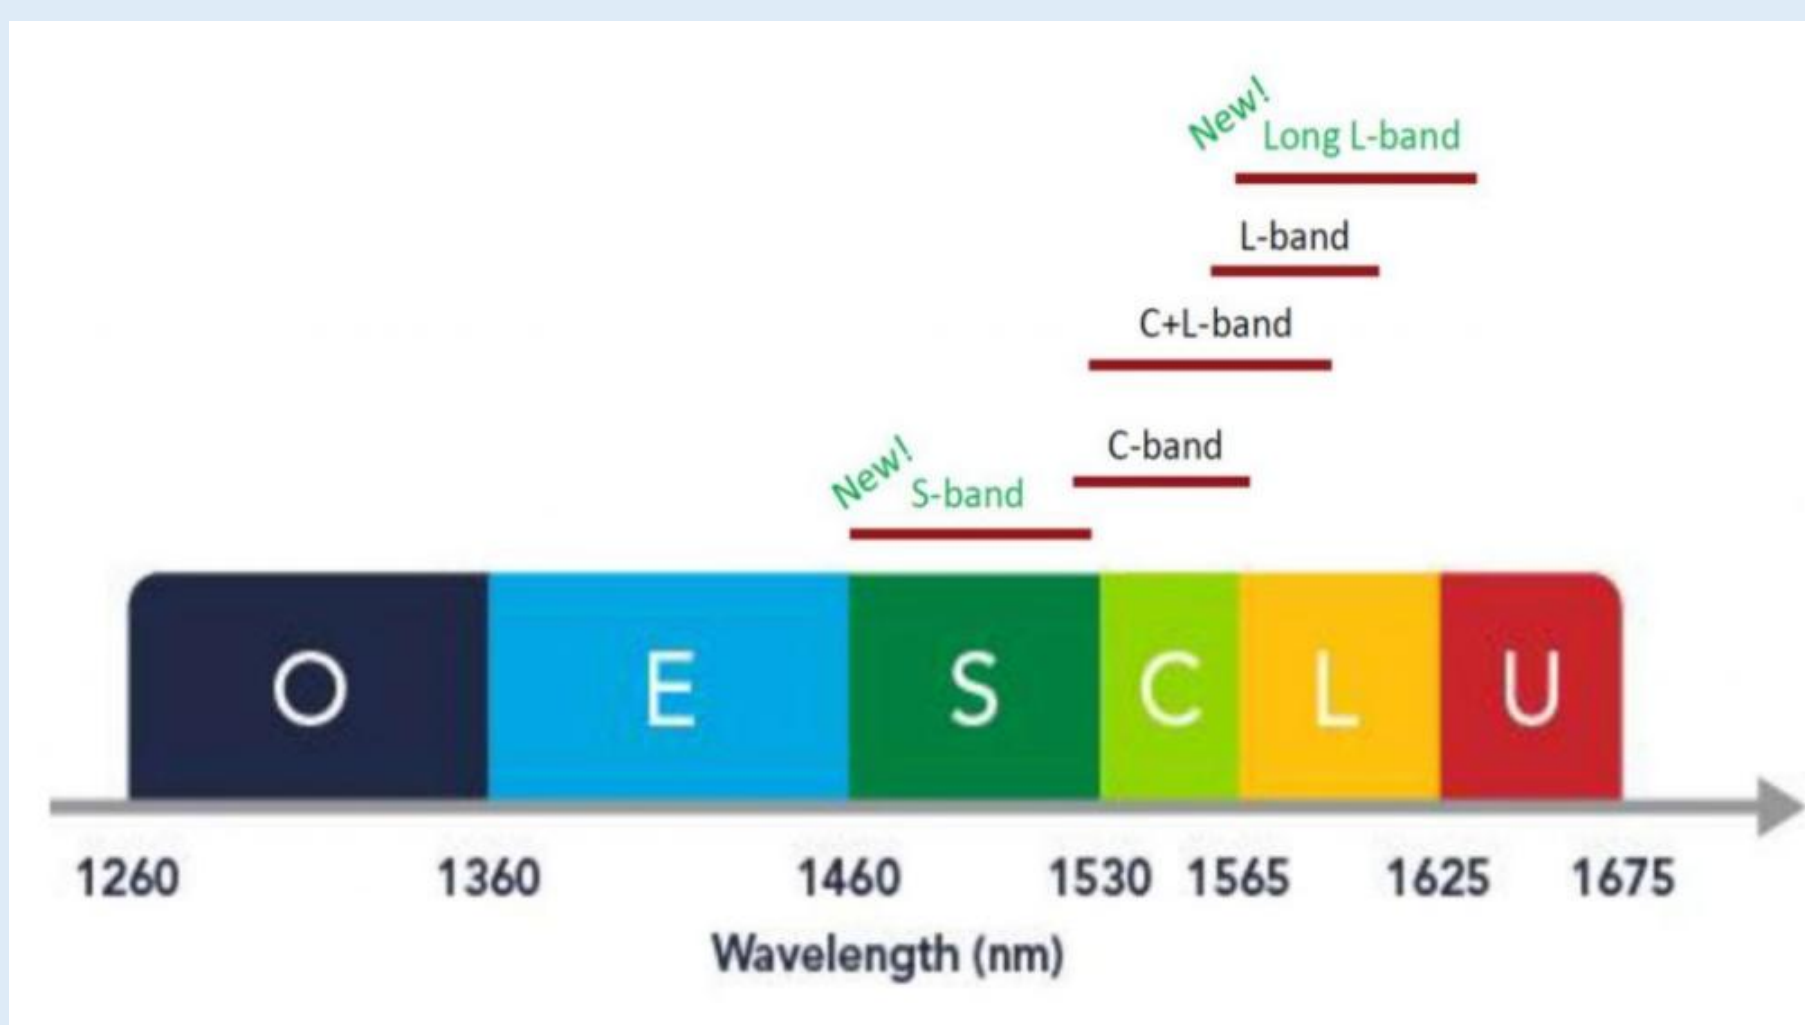 New!
Long L-band
L-band
C+L-band
C-band
New!
S-band
O E S C L U
1260 1360 1460 1530 1565 1625 1675
Wavelength (nm)